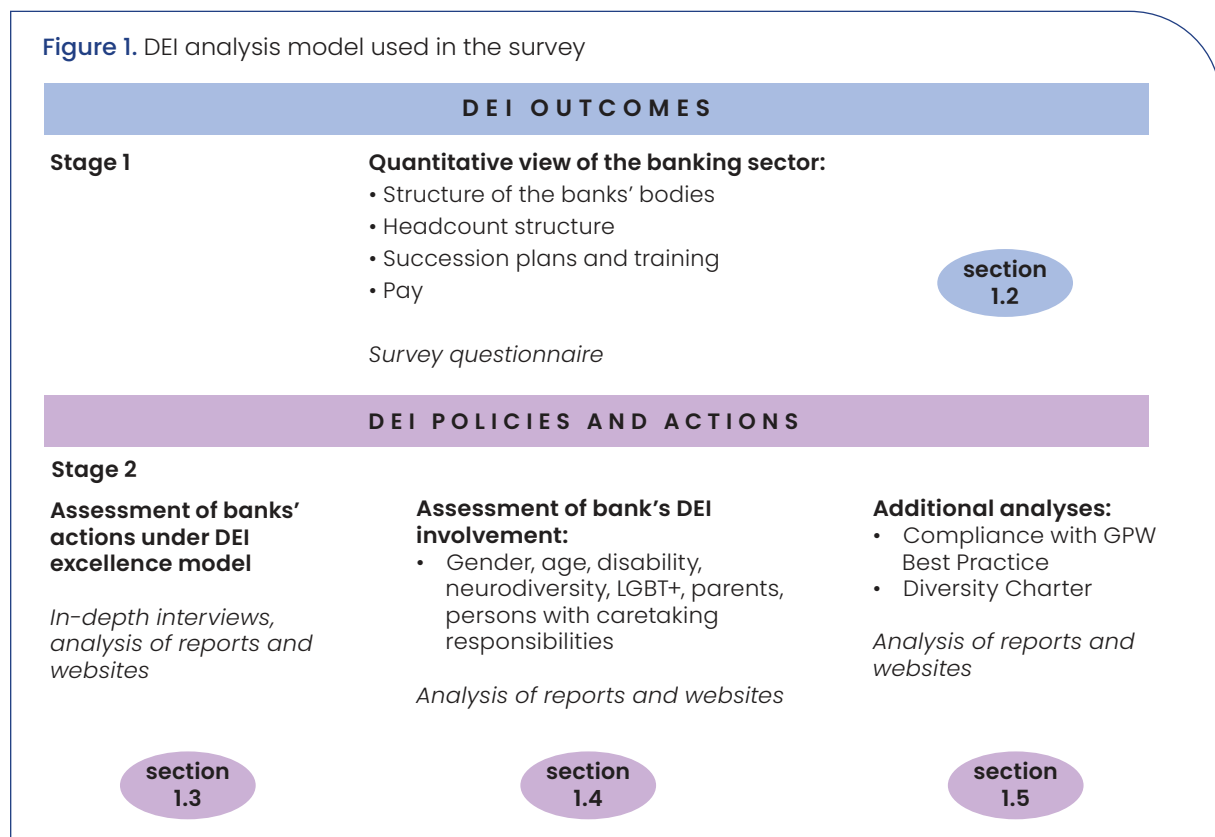 Figure 1. DEI analysis model used in the survey
DEI OUTCOMES
Stage 1
Quantitative view of the banking sector:
• Structure of the banks’ bodies
• Headcount structure
• Succession plans and training
• Pay
Survey questionnaire
section
1.2
DEI POLICIES AND ACTIONS
Stage 2
Assessment of banks’
actions under DEI
excellence model
In-depth interviews,
analysis of reports and
websites
section
1.3
Assessment of bank’s DEI
involvement:
• Gender, age, disability,
neurodiversity, LGBT+, parents,
persons with caretaking
responsibilities
Analysis of reports and websites
section
1.4
Additional analyses:
• Compliance with GPW
Best Practice
• Diversity Charter
Analysis of reports and
websites
section
1.5